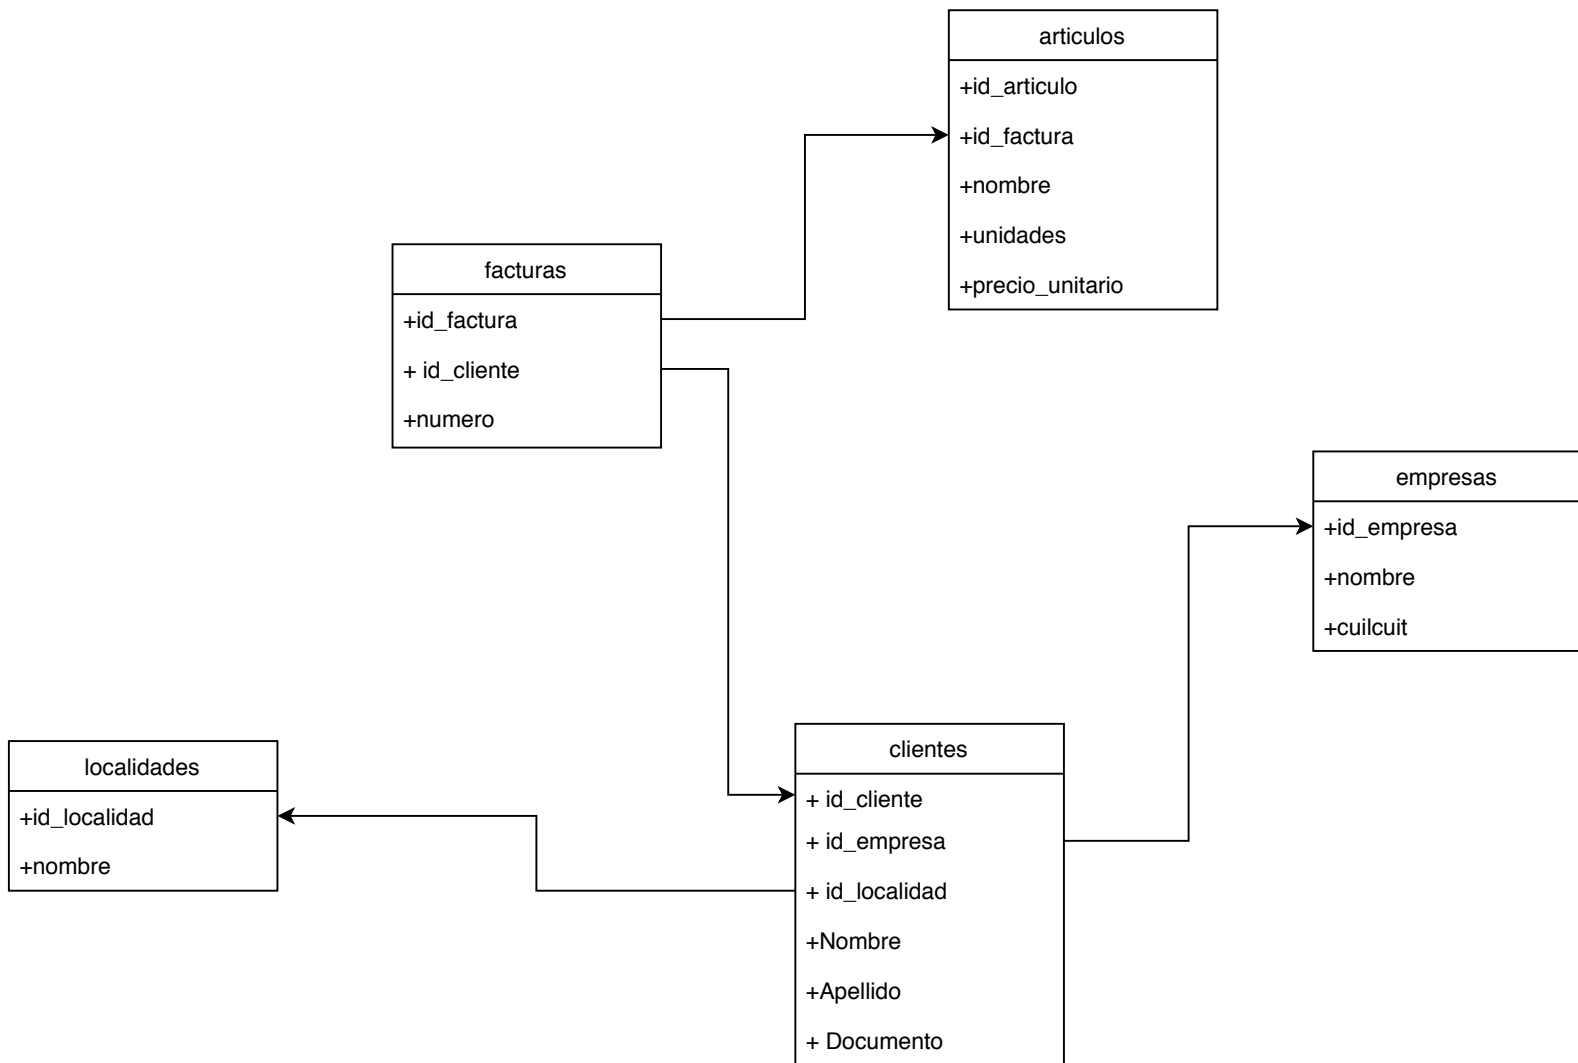 articulos
+id_articulo
+id_factura
+nombre
+unidades
+precio_unitario
facturas
+id_factura
+ id_cliente
+numero
empresas
+id_empresa
+nombre
+cuilcuit
localidades
+id_localidad
+nombre
clientes
+ id_cliente
+ id_empresa
+ id_localidad
+Nombre
+Apellido
+ Documento